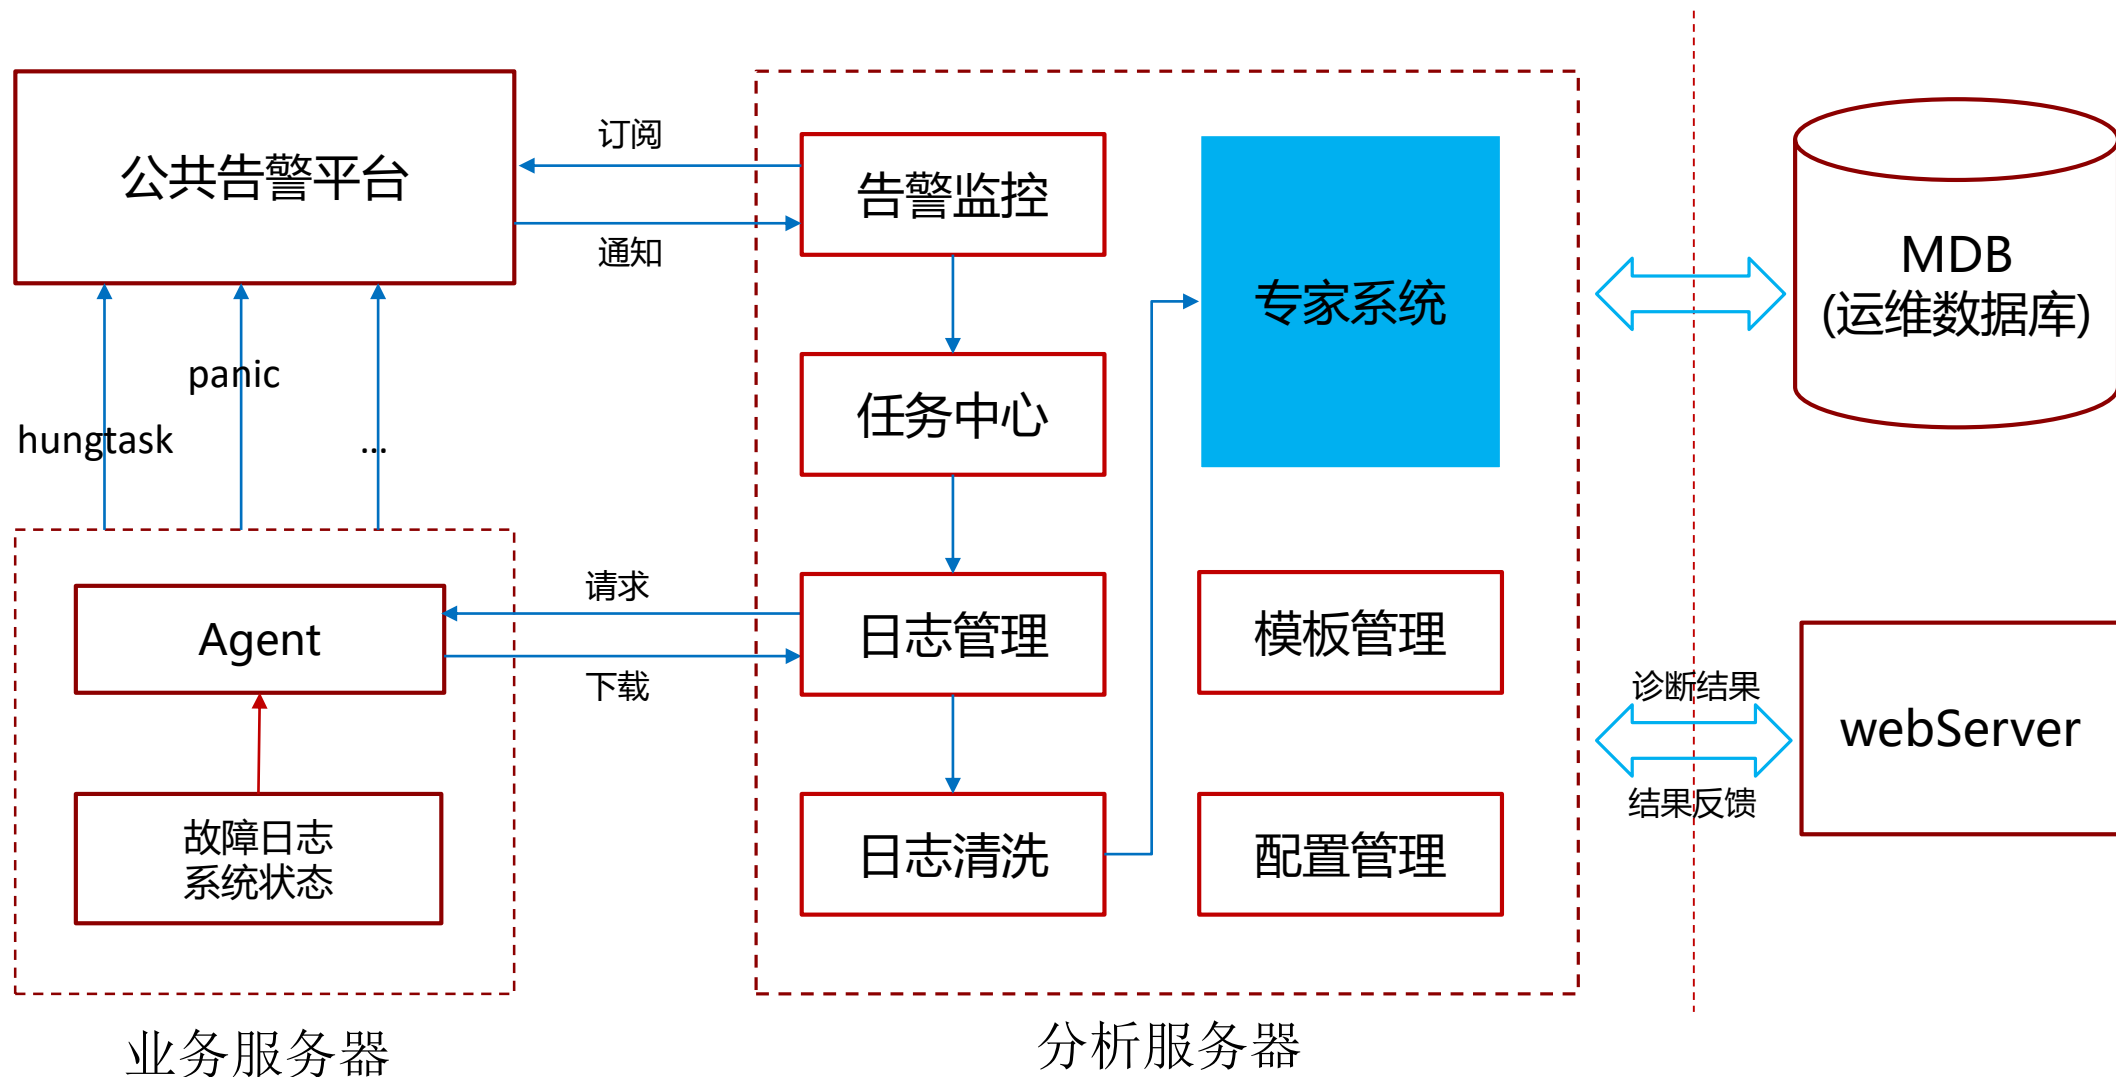 公共告警平台
订阅
通知
panic
hungtask
...
Agent
故障日志
系统状态
业务服务器
请求
下载
告警监控
任务中心
日志管理
日志清洗
专家系统
模板管理
配置管理
分析服务器
MDB
(运维数据库)
诊断结果
结果反馈
webServer